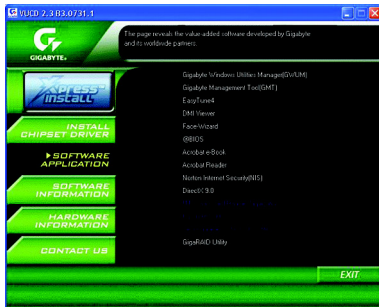 VUCD 2.3 B3.0731.1
The page reveals the value added software developed by Gigabyte
and its worldwide partners.
GIGABYTE
Xpress
INSTALL
INSTALL
CHIPSET DRIVER
SOFTWARE
APPLICATION
SOFTWARE
INFORMATION
HARDWARE
INFORMATION
CONTACT US
Gigabyte Windows Utilities Manager(GWUM)
Gigabyte Management Tool(GMT)
EasyTune4
DMI Viewer
Face-Wizard
@BIOS
Acrobat e-Book
Acrobat Reader
Norton Internet Security(NIS)
DirectX 9.0
GigaRAID Utility
EXIT